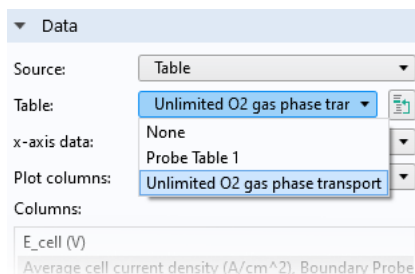 Data
Source: Table
Table: Unlimited O2 gas phase trar
None
x-axis data:
Probe Table 1
Plot columns:
Unlimited O2 gas phase transport
Columns:
E_cell (V)
Average cell current density (A/cm^2), Boundary Probe